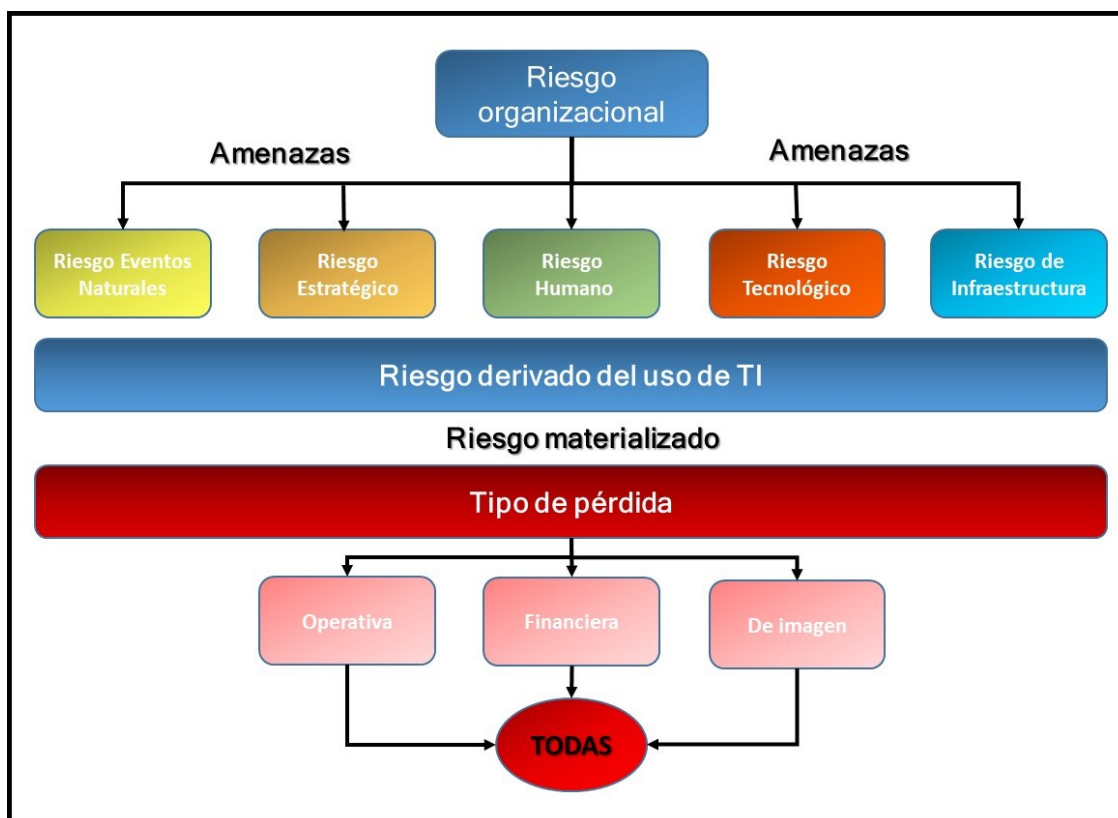 Riesgo
organizacional
Amenazas
Amenazas
Riesgo Eventos
Naturales
Riesgo
Estratégico
Riesgo
Humano
Riesgo
Tecnológico
Riesgo de
Infraestructura
Riesgo derivado del uso de TI
Riesgo materializado
Tipo de pérdida
Operativa
Financiera
De imagen
TODAS